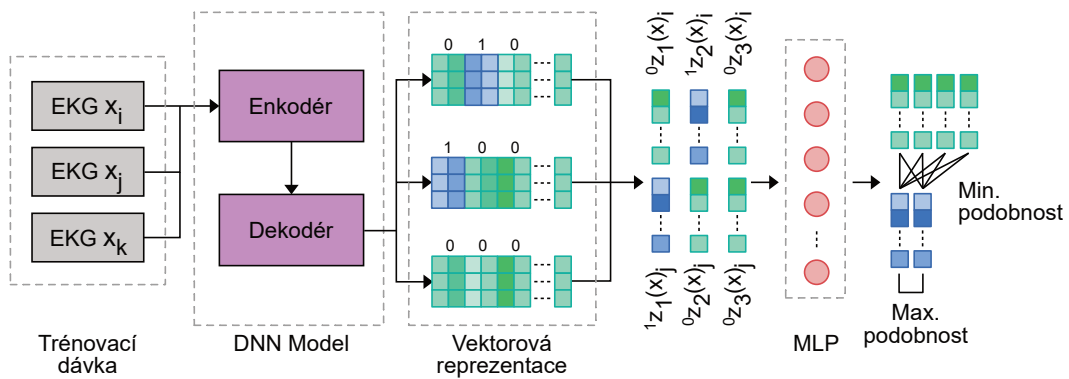 EKG xi
EKG xj
EKG xk
Trénovací
dávka
Enkodér
Dekodér
DNN Model
0 1 0
1 0 0
0 0 0
Vektorová
reprezentace
0z1(x)i
1z2(x)i
0z3(x)i
1z1(x)j
0z2(x)j
0z3(x)j
MLP
Min.
podobnost
Max.
podobnost